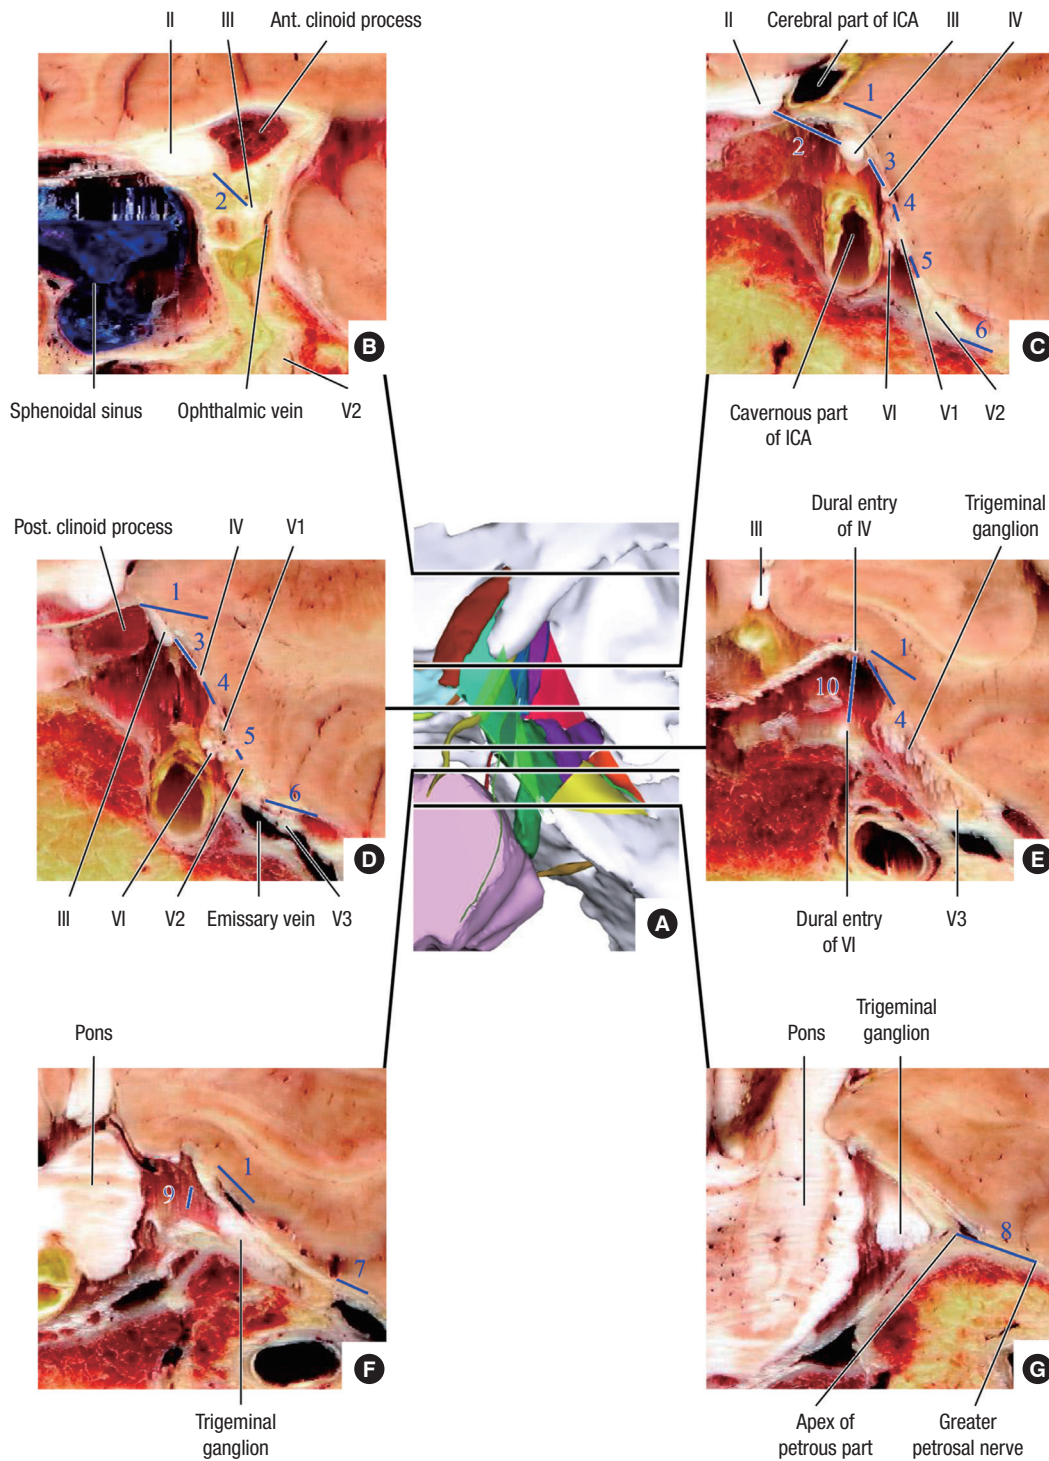 II
III
Ant. clinoid process
2
B
Sphenoidal sinus
Ophthalmic vein
V2
II
Cerebral part of ICA
III
IV
1
2
3
4
5
6
C
Cavernous part
of ICA
VI
V1
V2
Post. clinoid process
IV
V1
1
3
4
5
6
D
III
VI
V2
Emissary vein
V3
A
III
Dural entry
of IV
Trigeminal
ganglion
1
10
4
E
Dural entry
of VI
V3
Pons
1
9
7
F
Trigeminal
ganglion
Pons
Trigeminal
ganglion
8
G
Apex of
petrous part
Greater
petrosal nerve